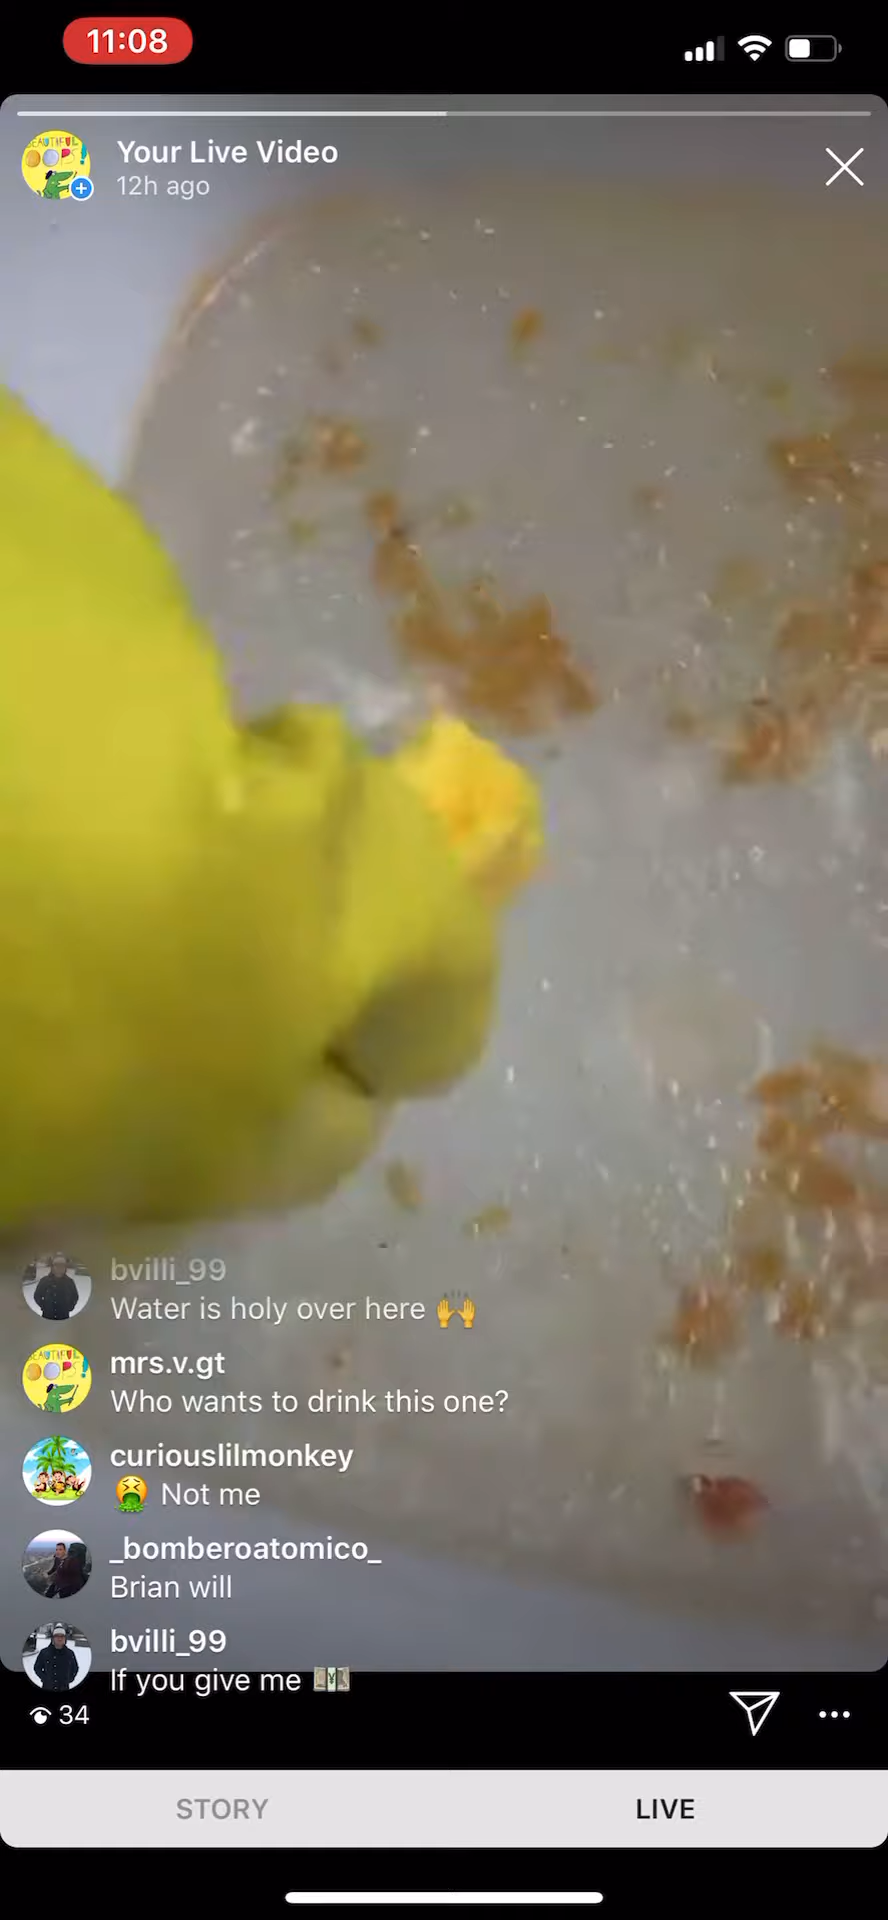 11:08
Your Live Video
12h ago
bvilli_99
Water is holy over here 🙌
mrs.v.gt
Who wants to drink this one?
curiouslilmonkey
🤮 Not me
_bomberoatomico_
Brian will
bvilli_99
If you give me 💴
34
STORY
LIVE